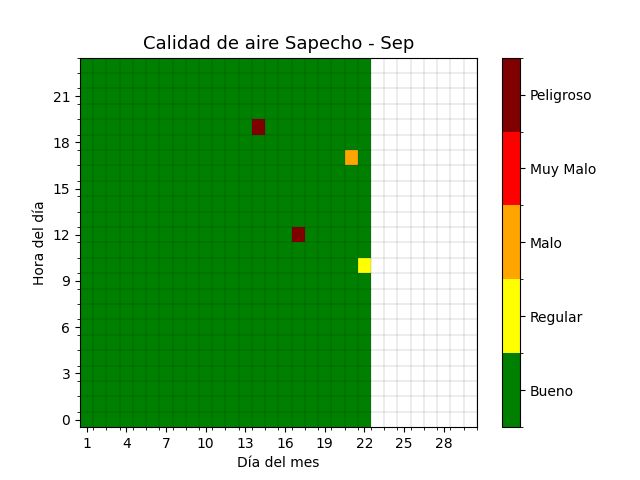 Calidad de aire Sapecho - Sep
Hora del día
21
18
15
12
9
6
3
0
1 4 7 10 13 16 19 22 25 28
Día del mes
Peligroso
Muy Malo
Malo
Regular
Bueno